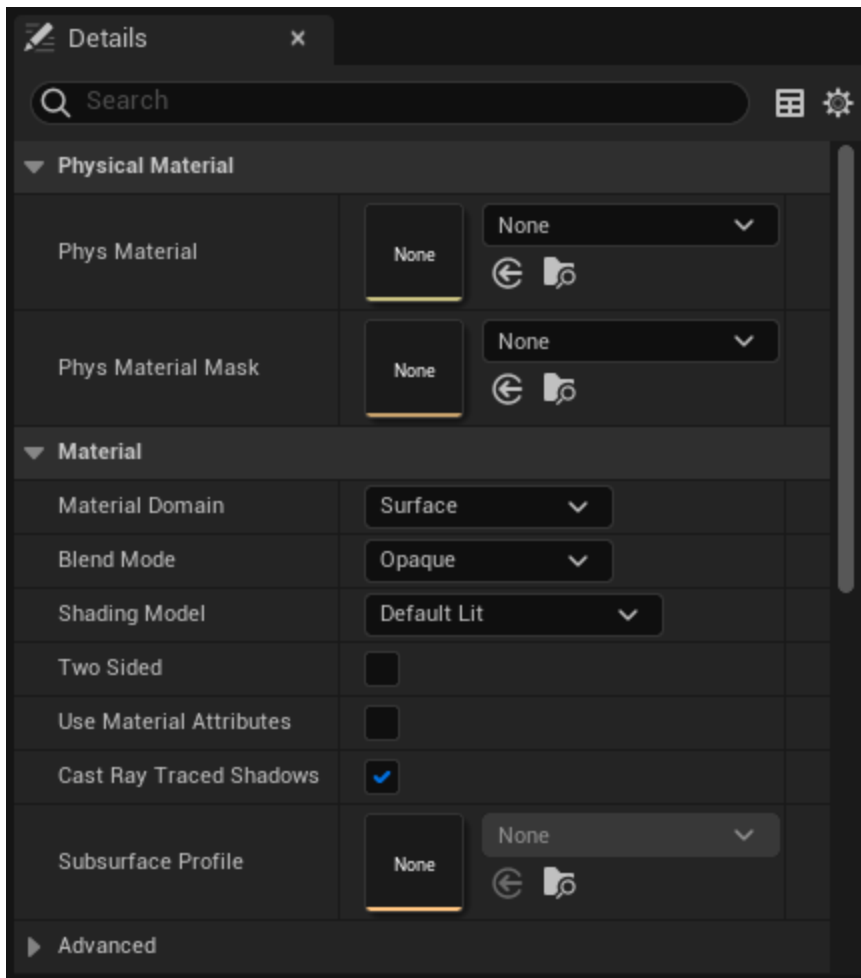 Details
Search
Physical Material
Phys Material
None
None
Phys Material Mask
None
None
Material
Material Domain
Surface
Blend Mode
Opaque
Shading Model
Default Lit
Two Sided
Use Material Attributes
Cast Ray Traced Shadows
Subsurface Profile
None
None
Advanced